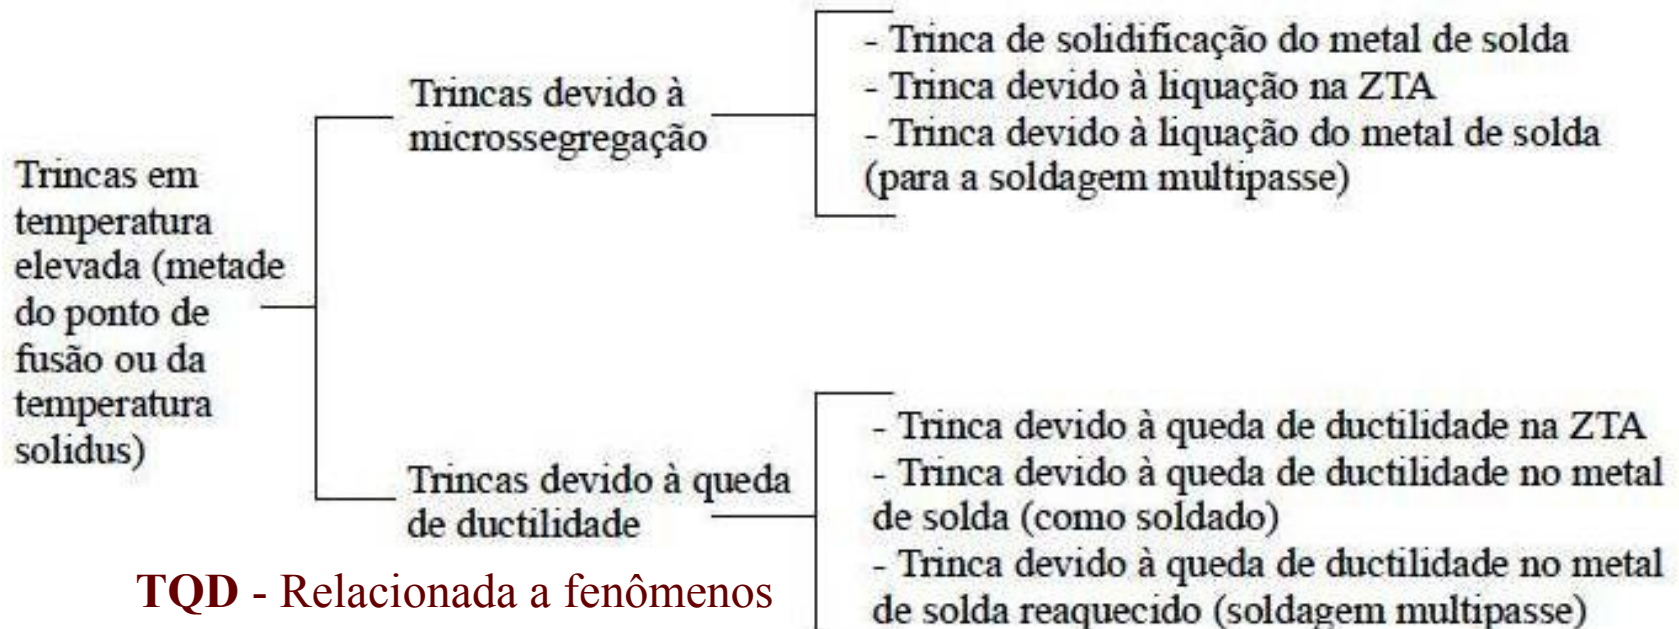 Trincas em
temperatura
elevada (metade
do ponto de
fusão ou da
temperatura
solidus)
Trincas devido à
microssegregação
- Trinca de solidificação do metal de solda
- Trinca devido à liquação na ZTA
- Trinca devido à liquação do metal de solda
(para a soldagem multipasse)
Trincas devido à queda
de ductilidade
- Trinca devido à queda de ductilidade na ZTA
- Trinca devido à queda de ductilidade no metal
de solda (como soldado)
- Trinca devido à queda de ductilidade no metal
de solda reaquecido (soldagem multipasse)
TQD - Relacionada a fenômenos